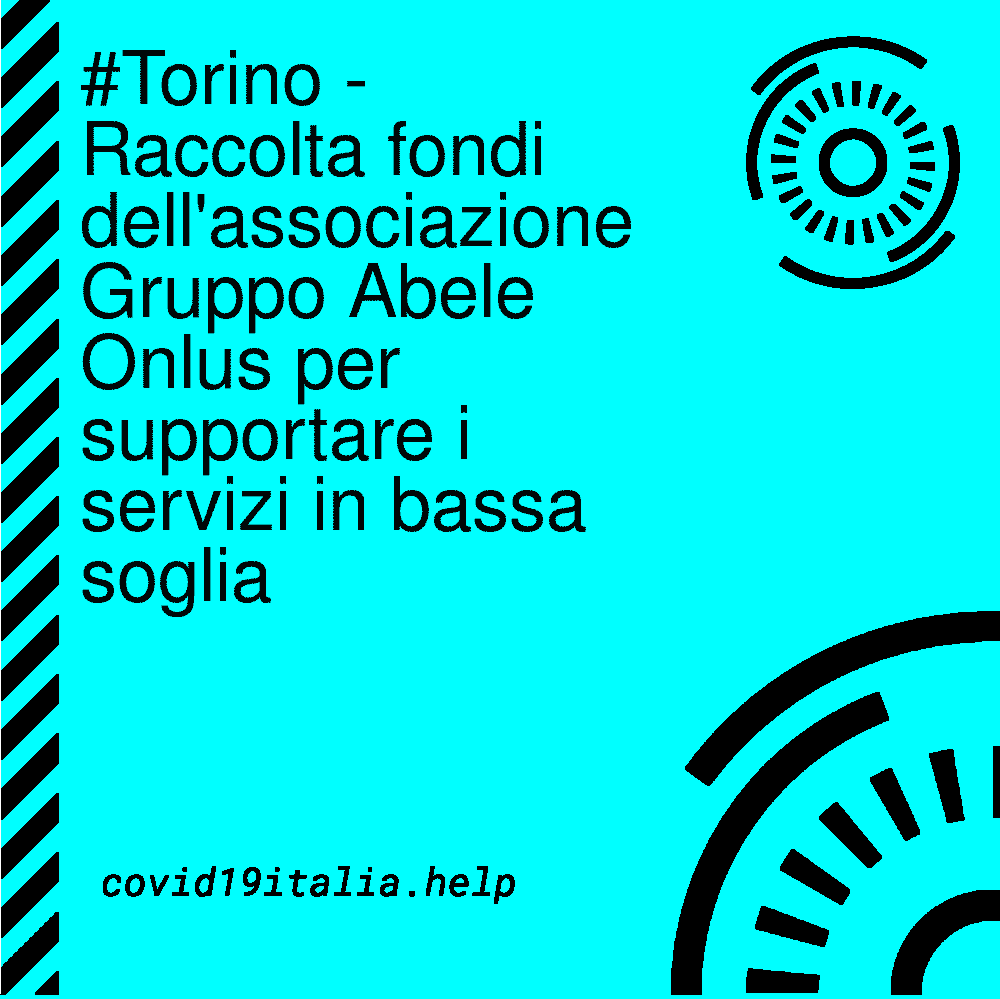 #Torino -
Raccolta fondi
dell'associazione
Gruppo Abele
Onlus per
supportare i
servizi in bassa
soglia
covid19italia.help